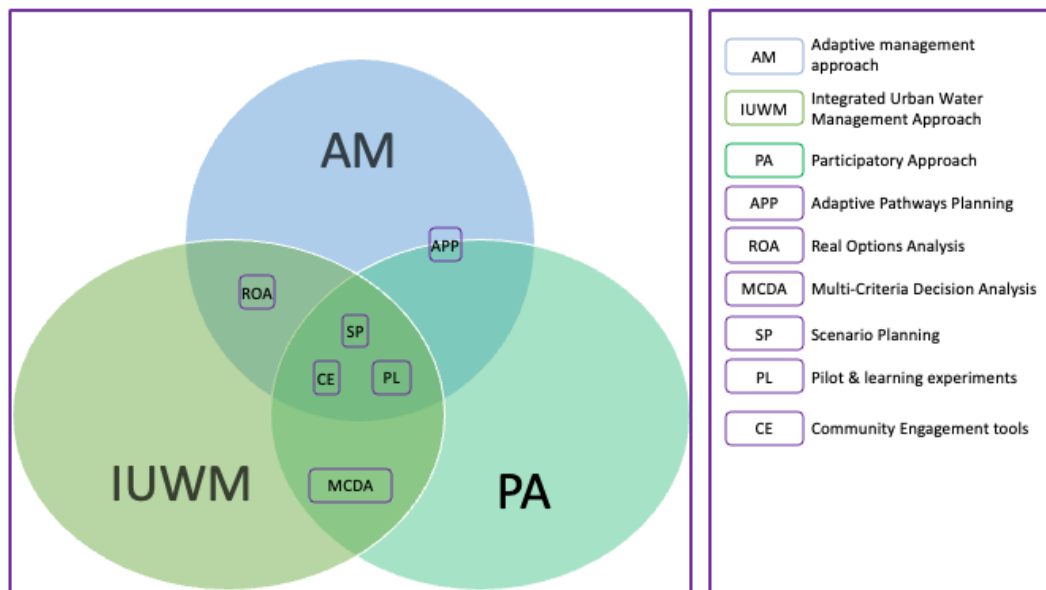 AM
APP
ROA
SP
CE
PL
IUWM
MCDA
PA
AM
Adaptive management
approach
IUWM
Integrated Urban Water
Management Approach
PA
Participatory Approach
APP
Adaptive Pathways Planning
ROA
Real Options Analysis
MCDA
Multi-Criteria Decision Analysis
SP
Scenario Planning
PL
Pilot & learning experiments
CE
Community Engagement tools